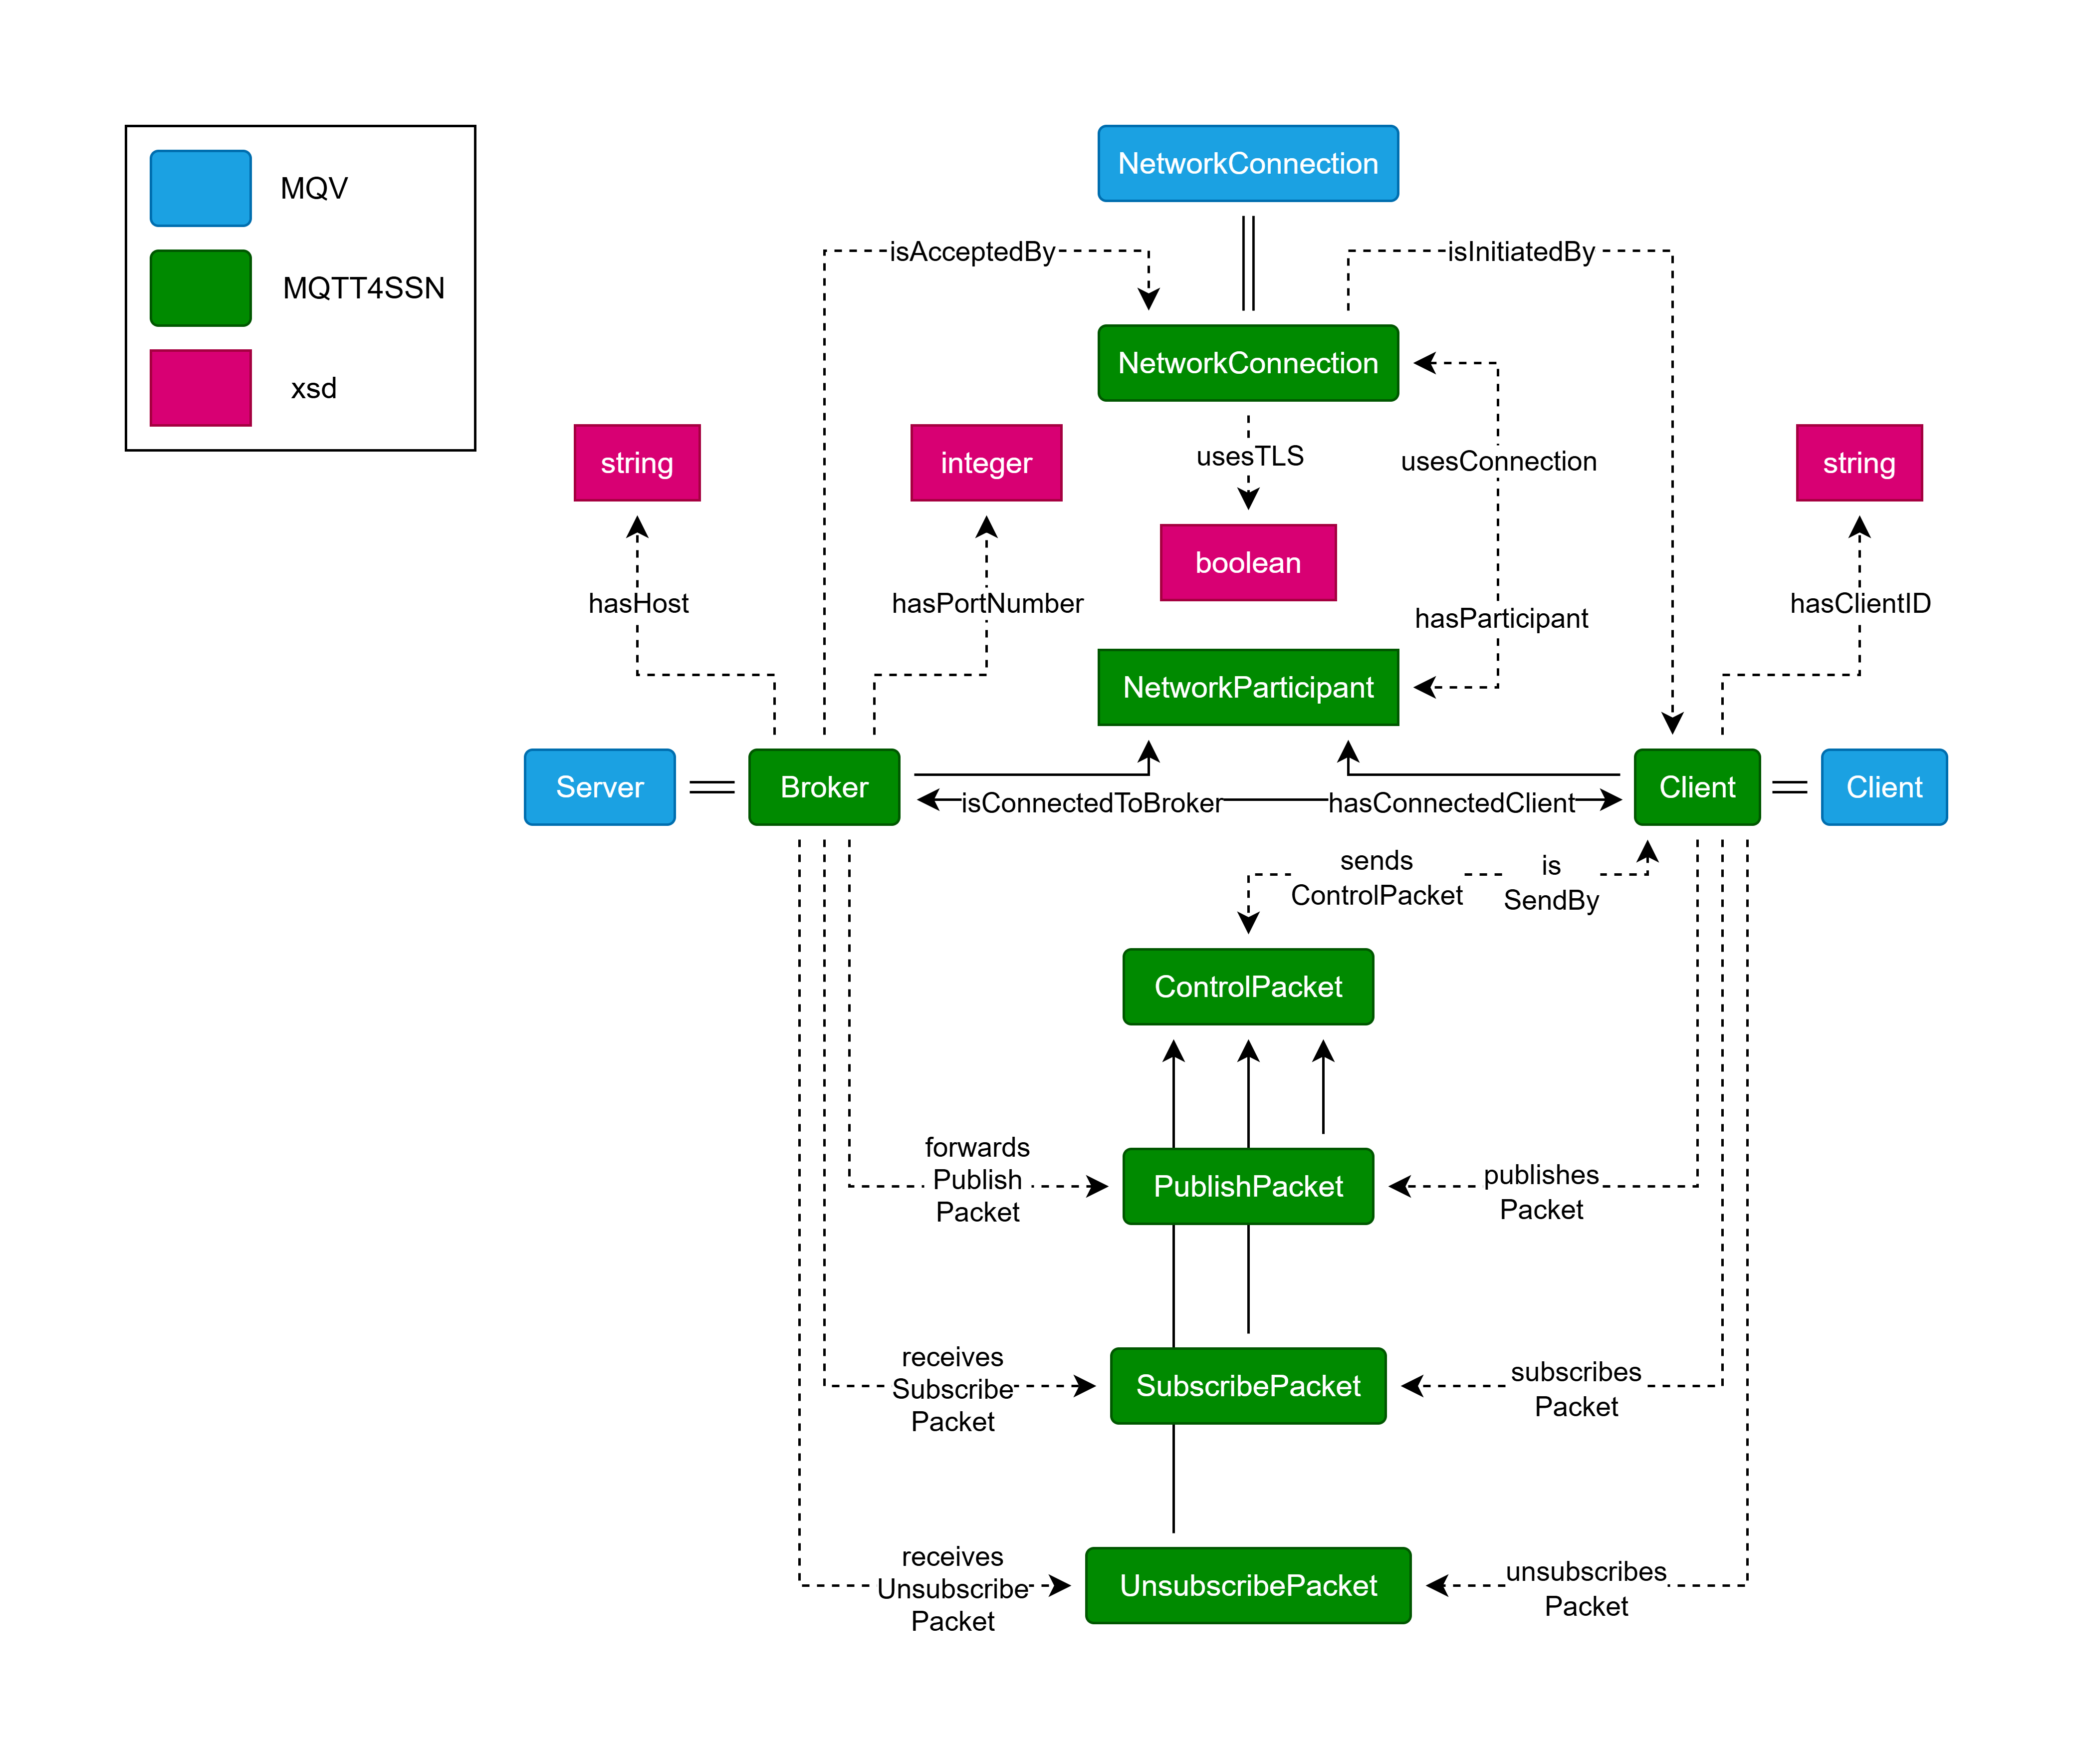 MQV
MQTT4SSN
xsd
NetworkConnection
isAcceptedBy
isInitiatedBy
NetworkConnection
string
integer
usesTLS
usesConnection
string
boolean
hasHost
hasPortNumber
hasParticipant
hasClientID
NetworkParticipant
Server
Broker
Client
Client
isConnectedToBroker
hasConnectedClient
sends
ControlPacket
is
SendBy
ControlPacket
forwards
Publish
Packet
PublishPacket
publishes
Packet
receives
Subscribe
Packet
SubscribePacket
subscribes
Packet
receives
Unsubscribe
Packet
UnsubscribePacket
unsubscribes
Packet